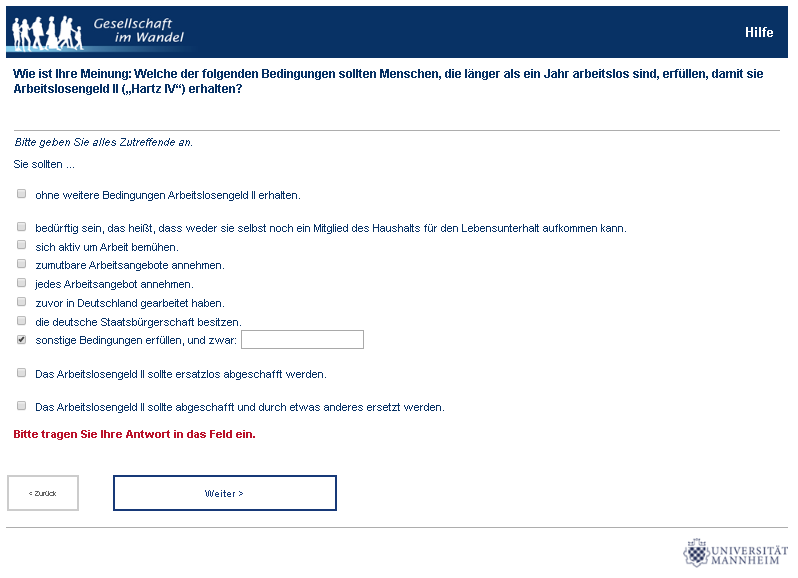 Gesellschaft
im Wandel
Hilfe
Wie ist Ihre Meinung: Welche der folgenden Bedingungen sollten Menschen, die länger als ein Jahr arbeitslos sind, erfüllen, damit sie
Arbeitslosengeld II („Hartz IV“) erhalten?
Bitte geben Sie alles Zutreffende an.
Sie sollten ...
ohne weitere Bedingungen Arbeitslosengeld II erhalten.
bedürftig sein, das heißt, dass weder sie selbst noch ein Mitglied des Haushalts für den Lebensunterhalt aufkommen kann.
sich aktiv um Arbeit bemühen.
zumutbare Arbeitsangebote annehmen.
jedes Arbeitsangebot annehmen.
zuvor in Deutschland gearbeitet haben.
die deutsche Staatsbürgerschaft besitzen.
sonstige Bedingungen erfüllen, und zwar:
Das Arbeitslosengeld II sollte ersatzlos abgeschafft werden.
Das Arbeitslosengeld II sollte abgeschafft und durch etwas anderes ersetzt werden.
Bitte tragen Sie Ihre Antwort in das Feld ein.
< Zurück
Weiter >
UNIVERSITÄT
MANNHEIM